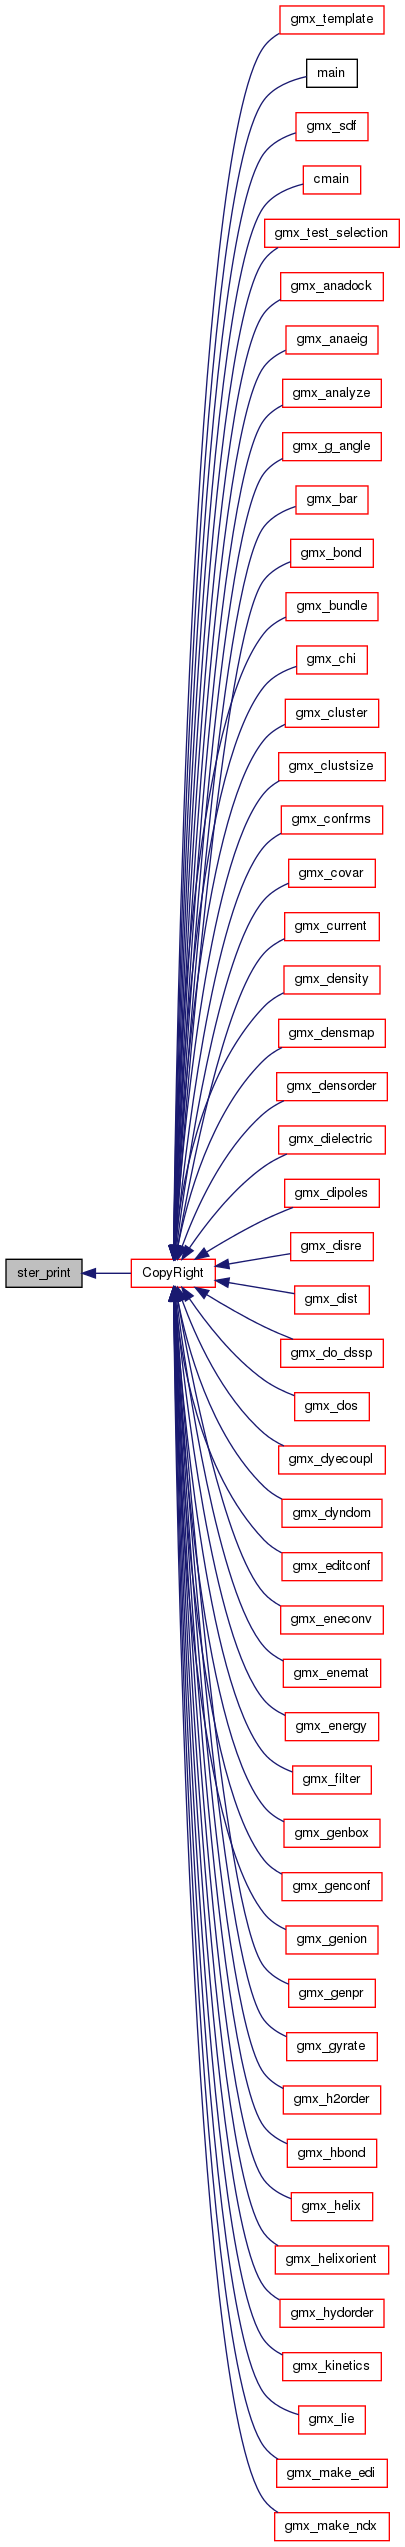 gmx_template
main
gmx_sdf
cmain
gmx_test_selection
gmx_anadock
gmx_anaeig
gmx_analyze
gmx_g_angle
gmx_bar
gmx_bond
gmx_bundle
gmx_chi
gmx_cluster
gmx_clustsize
gmx_confrms
gmx_covar
gmx_current
gmx_density
gmx_densmap
gmx_densorder
gmx_dielectric
gmx_dipoles
gmx_disre
ster_print
CopyRight
gmx_dist
gmx_do_dssp
gmx_dos
gmx_dyecoupl
gmx_dyndom
gmx_editconf
gmx_eneconv
gmx_enemat
gmx_energy
gmx_filter
gmx_genbox
gmx_genconf
gmx_genion
gmx_genpr
gmx_gyrate
gmx_h2order
gmx_hbond
gmx_helix
gmx_helixorient
gmx_hydorder
gmx_kinetics
gmx_lie
gmx_make_edi
gmx_make_ndx